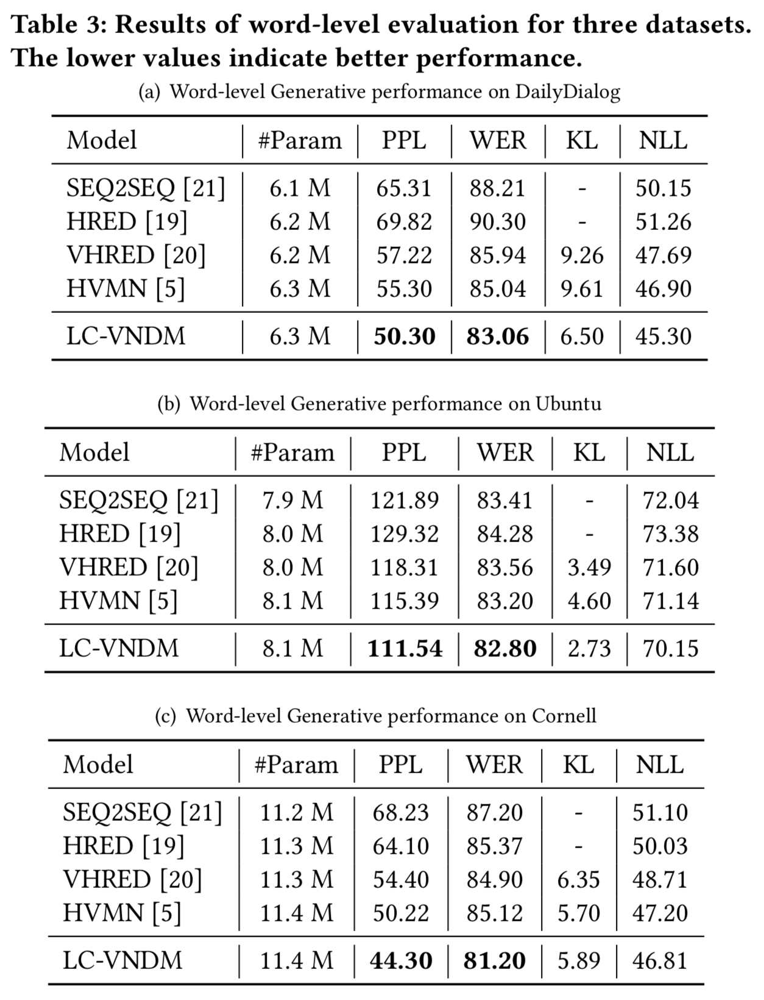 Table 3: Results of word-level evaluation for three datasets.
The lower values indicate better performance.
(a) Word-level Generative performance on DailyDialog
Model #Param PPL WER KL NLL
SEQ2SEQ [21] 6.1 M 65.31 88.21 - 50.15
HRED [19] 6.2 M 69.82 90.30 - 51.26
VHRED [20] 6.2 M 57.22 85.94 9.26 47.69
HVMN [5] 6.3 M 55.30 85.04 9.61 46.90
LC-VNDM 6.3 M 50.30 83.06 6.50 45.30
(b) Word-level Generative performance on Ubuntu
Model #Param PPL WER KL NLL
SEQ2SEQ [21] 7.9 M 121.89 83.41 - 72.04
HRED [19] 8.0 M 129.32 84.28 - 73.38
VHRED [20] 8.0 M 118.31 83.56 3.49 71.60
HVMN [5] 8.1 M 115.39 83.20 4.60 71.14
LC-VNDM 8.1 M 111.54 82.80 2.73 70.15
(c) Word-level Generative performance on Cornell
Model #Param PPL WER KL NLL
SEQ2SEQ [21] 11.2 M 68.23 87.20 - 51.10
HRED [19] 11.3 M 64.10 85.37 - 50.03
VHRED [20] 11.3 M 54.40 84.90 6.35 48.71
HVMN [5] 11.4 M 50.22 85.12 5.70 47.20
LC-VNDM 11.4 M 44.30 81.20 5.89 46.81